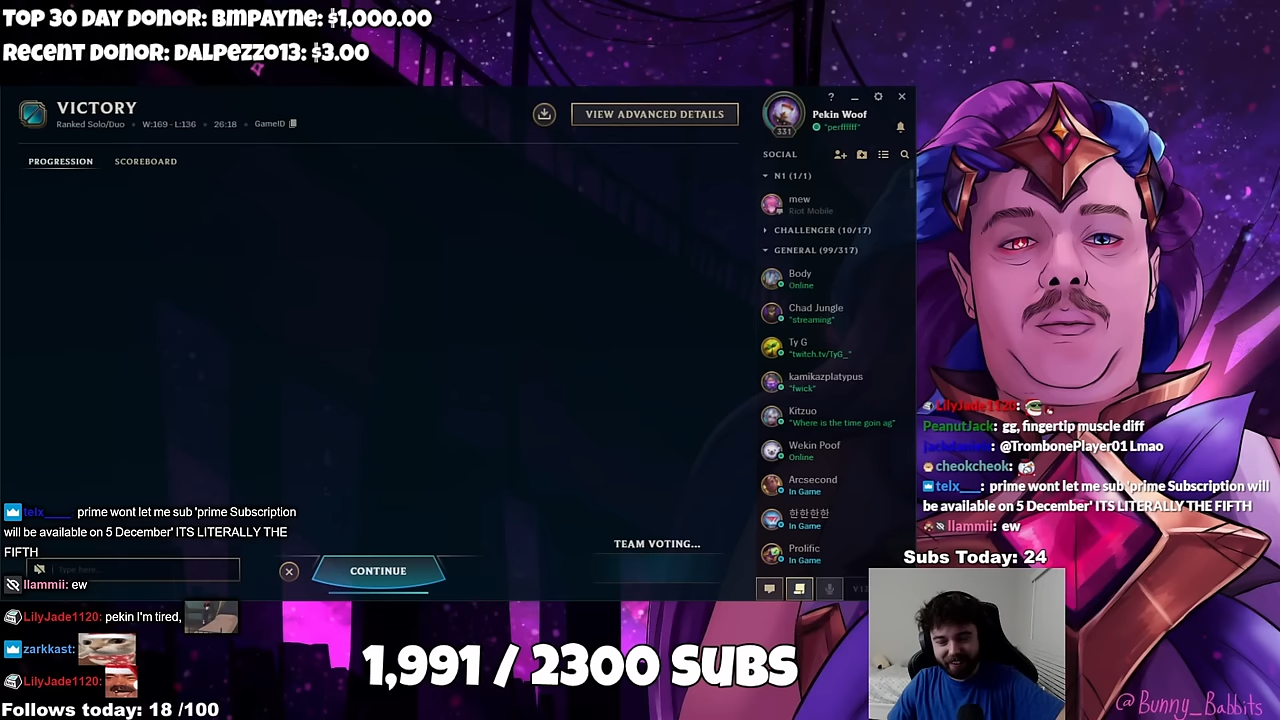 TOP 30 DAY DONOR: BMPAYNE: $1,000.00
RECENT DONOR: DALPEZZO13: $3.00
VICTORY
Ranked Solo/Duo • W:169 - L:136 • 26:18 • GameID
VIEW ADVANCED DETAILS
PROGRESSION
SCOREBOARD
?
331
Pekin Woof
"perffffff"
SOCIAL
N1 (1/1)
mew
Riot Mobile
CHALLENGER (10/17)
GENERAL (99/317)
Body
Online
Chad Jungle
"streaming"
Ty G
"twitch.tv/TyG_"
kamikazplatypus
"fwick"
Kitzuo
"Where is the time goin ag"
Wekin Poof
Online
Arcsecond
In Game
한한한한
In Game
Prolific
In Game
TEAM VOTING...
Type here...
CONTINUE
telx___: prime wont let me sub 'prime Subscription
will be available on 5 December' ITS LITERALLY THE
FIFTH
llammii: ew
LilyJade1120: pekin I'm tired,
zarkkast:
LilyJade1120:
Follows today: 18 /100
1,991 / 2300 SUBS
LilyJade1120:
PeanutJack: gg, fingertip muscle diff
@TrombonePlayer01 Lmao
cheokcheok:
telx___: prime wont let me sub 'prime Subscription will
be available on 5 December' ITS LITERALLY THE FIFTH
llammii: ew
Subs Today: 24
@Bunny_Babbits